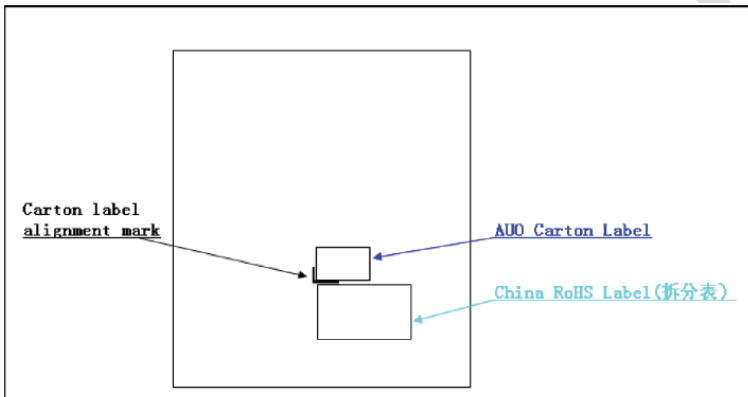 Carton label
alignment mark
AUO Carton Label
China RoHS Label(拆分表)